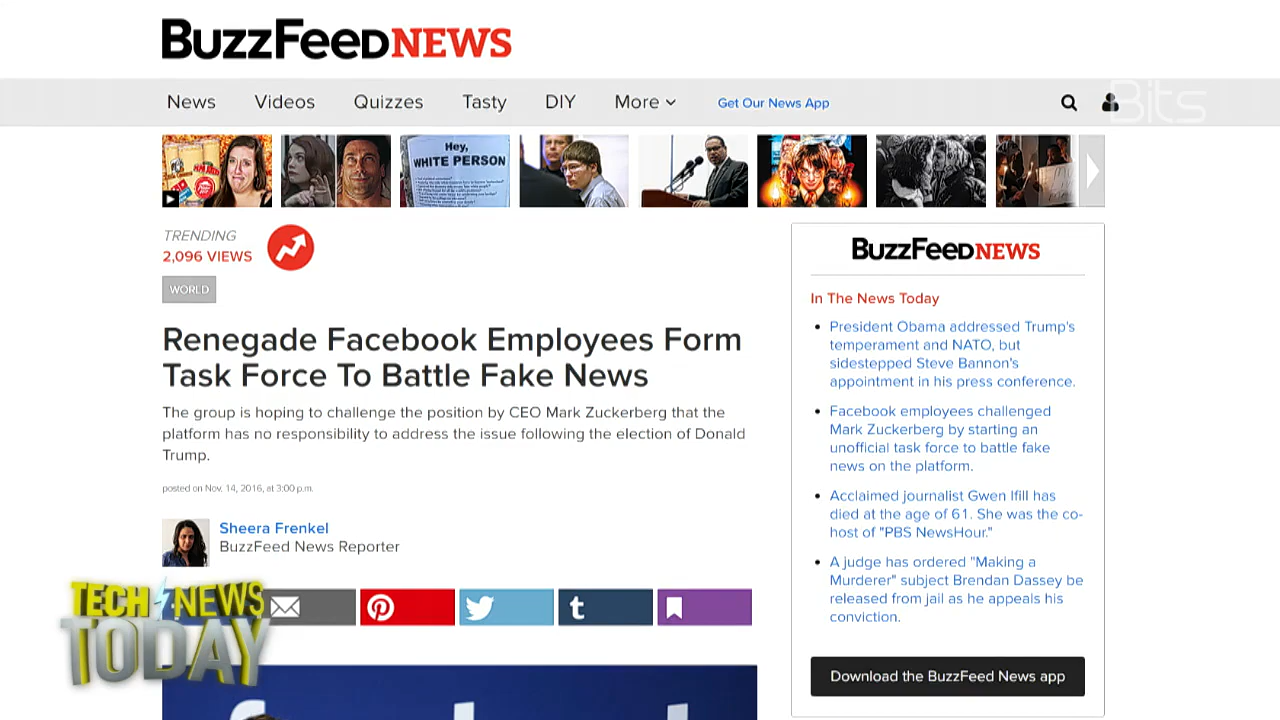 BuzzFeedNEWS
News Videos Quizzes Tasty DIY More Get Our News App
Bits
Hey,
WHITE PERSON
TRENDING
2,096 VIEWS
WORLD
Renegade Facebook Employees Form
Task Force To Battle Fake News
The group is hoping to challenge the position by CEO Mark Zuckerberg that the
platform has no responsibility to address the issue following the election of Donald
Trump.
posted on Nov. 14, 2016, at 3:00 p.m.
Sheera Frenkel
BuzzFeed News Reporter
TECH NEWS
TODAY
BuzzFeedNEWS
In The News Today
• President Obama addressed Trump's
temperament and NATO, but
sidestepped Steve Bannon's
appointment in his press conference.
• Facebook employees challenged
Mark Zuckerberg by starting an
unofficial task force to battle fake
news on the platform.
• Acclaimed journalist Gwen Ifill has
died at the age of 61. She was the co-
host of "PBS NewsHour."
• A judge has ordered "Making a
Murderer" subject Brendan Dassey be
released from jail as he appeals his
conviction.
Download the BuzzFeed News app